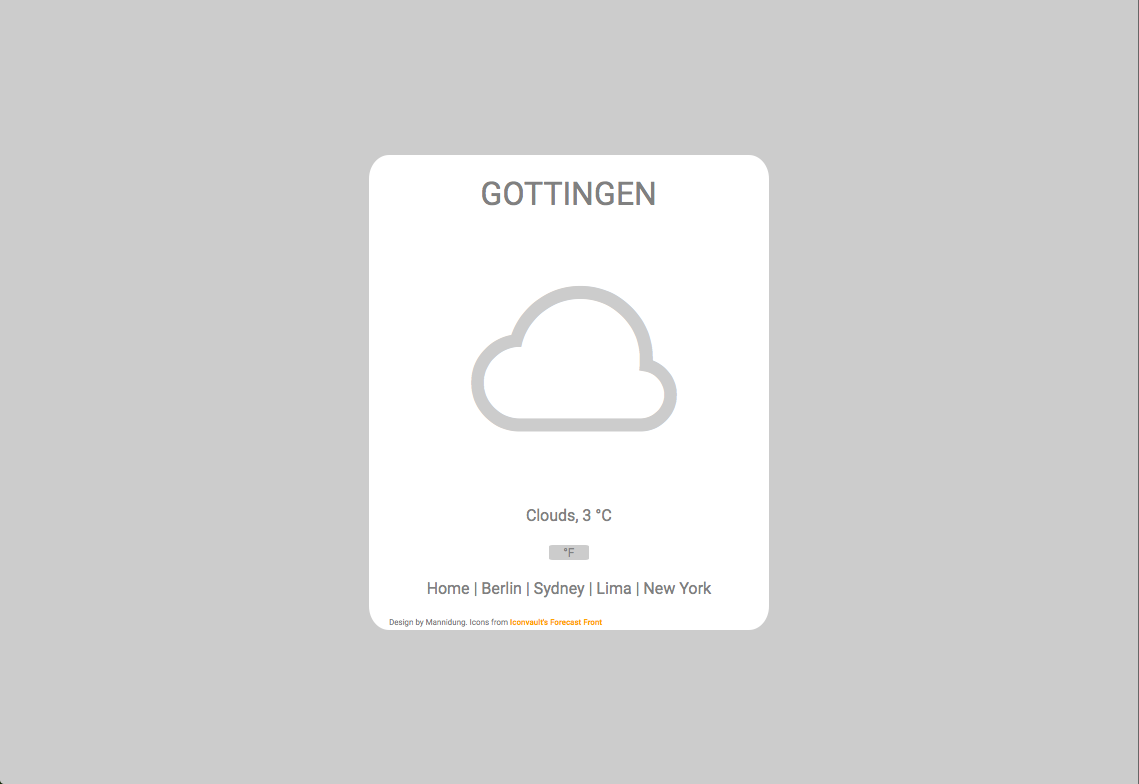 GOTTINGEN
Clouds, 3 °C
°F
Home | Berlin | Sydney | Lima | New York
Design by Mannidung. Icons from Iconvault's Forecast Front